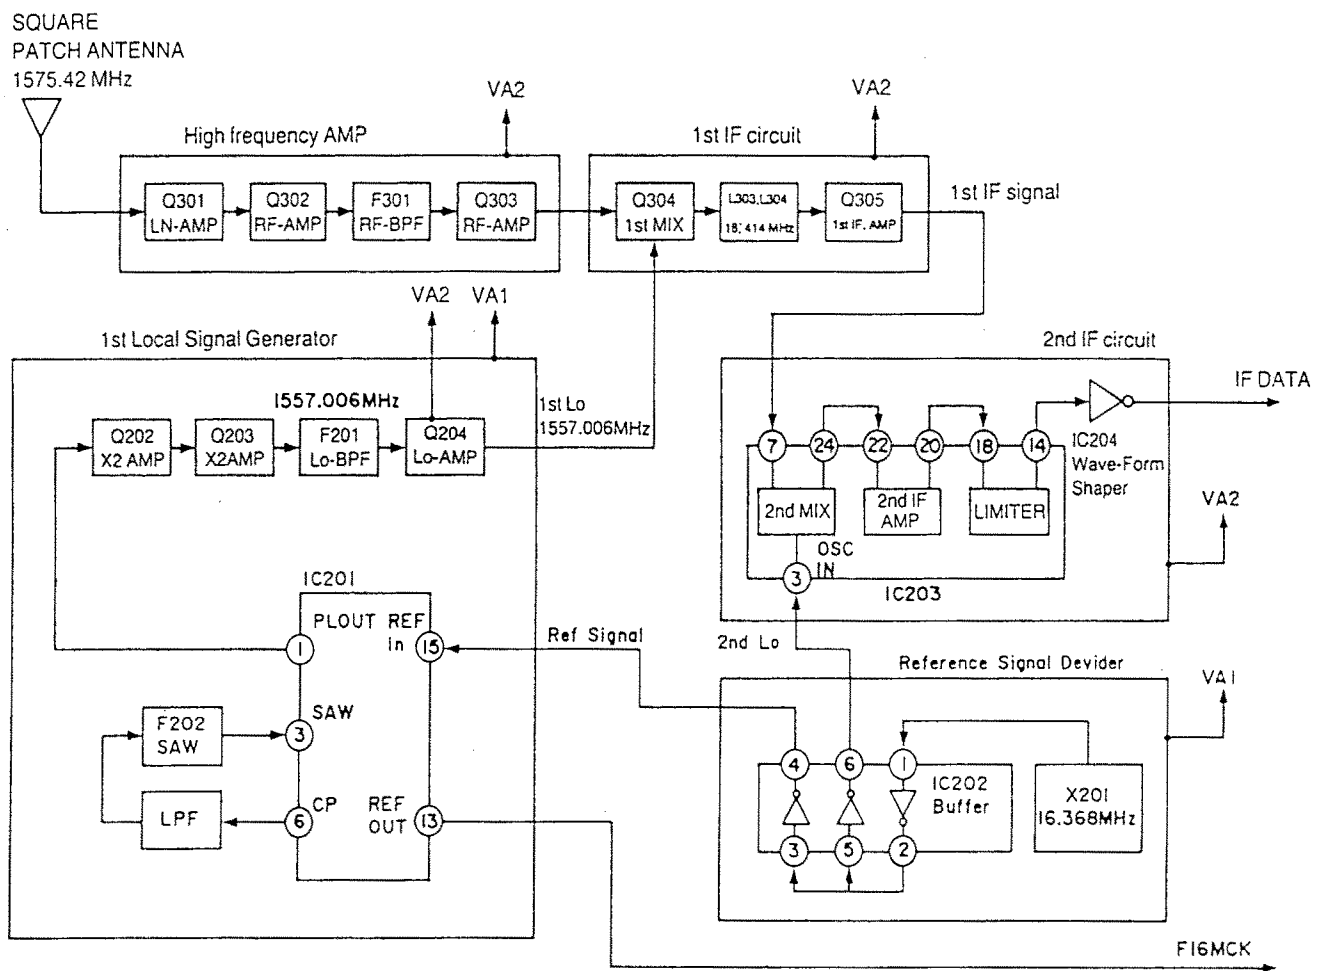 SQUARE
PATCH ANTENNA
1575.42 MHz
VA2
VA2
High frequency AMP
1st IF circuit
Q301
LN-AMP
Q302
RF-AMP
F301
RF-BPF
Q303
RF-AMP
Q304
1st MIX
L303,L304
18,414 MHz
Q305
1st IF, AMP
1st IF signal
VA2
VA1
1st Local Signal Generator
2nd IF circuit
1557.006MHz
1st Lo
1557.006MHz
Q202
X2 AMP
Q203
X2AMP
F201
Lo-BPF
Q204
Lo-AMP
IF DATA
7
24
22
20
18
14
IC204
Wave-Form
Shaper
2nd MIX
2nd IF
AMP
LIMITER
VA2
OSC
IN
3
IC203
IC201
PLOUT
REF
In
1
15
Ref Signal
2nd Lo
Reference Signal Devider
VA1
SAW
F202
SAW
3
CP
LPF
6
REF
OUT
13
4
6
1
IC202
Buffer
X201
16.368MHz
3
5
2
F16MCK